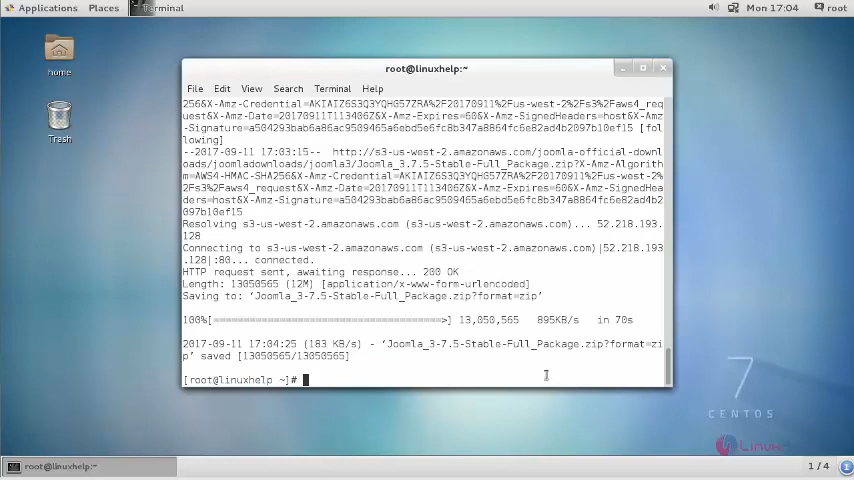 Applications Places Terminal Mon 17:04 root
home
Trash
root@linuxhelp:~
File Edit View Search Terminal Help
256&X-Amz-Credential=AKIAIZ6S3Q3YQHG57ZRA%2F20170911%2Fus-west-2%2Fs3%2Faws4_req
uest&X-Amz-Date=20170911T113406Z&X-Amz-Expires=60&X-Amz-SignedHeaders=host&X-Amz
-Signature=a504293bab6a86ac9509465a6ebd5e6fc8b347a8864fc6e82ad4b2097b10ef15 [fol
lowing]
--2017-09-11 17:03:15-- http://s3-us-west-2.amazonaws.com/joomla-official-downl
oads/joomladownloads/joomla3/Joomla_3.7.5-Stable-Full_Package.zip?X-Amz-Algorith
m=AWS4-HMAC-SHA256&X-Amz-Credential=AKIAIZ6S3Q3YQHG57ZRA%2F20170911%2Fus-west-2%
2Fs3%2Faws4_request&X-Amz-Date=20170911T113406Z&X-Amz-Expires=60&X-Amz-SignedHea
ders=host&X-Amz-Signature=a504293bab6a86ac9509465a6ebd5e6fc8b347a8864fc6e82ad4b2
097b10ef15
Resolving s3-us-west-2.amazonaws.com (s3-us-west-2.amazonaws.com)... 52.218.193.
128
Connecting to s3-us-west-2.amazonaws.com (s3-us-west-2.amazonaws.com)|52.218.193
.128|:80... connected.
HTTP request sent, awaiting response... 200 OK
Length: 13050565 (12M) [application/x-www-form-urlencoded]
Saving to: ‘Joomla_3-7.5-Stable-Full_Package.zip?format=zip’
100%[======================================>] 13,050,565 895KB/s in 70s
2017-09-11 17:04:25 (183 KB/s) - ‘Joomla_3-7.5-Stable-Full_Package.zip?format=zi
p’ saved [13050565/13050565]
[root@linuxhelp ~]#
7
CENTOS
root@linuxhelp:~ 1 / 4 1